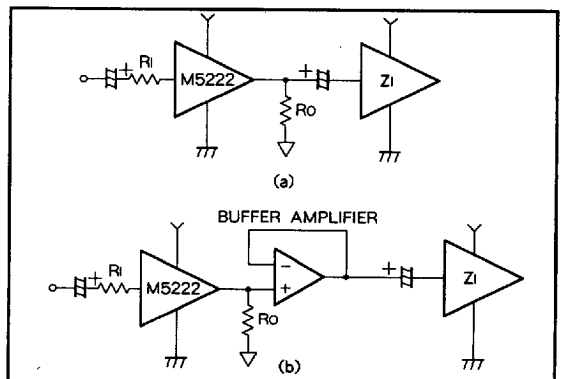 + RI M5222 + ZI
RO
(a)
BUFFER AMPLIFIER
+ RI M5222 - + + ZI
RO
(b)